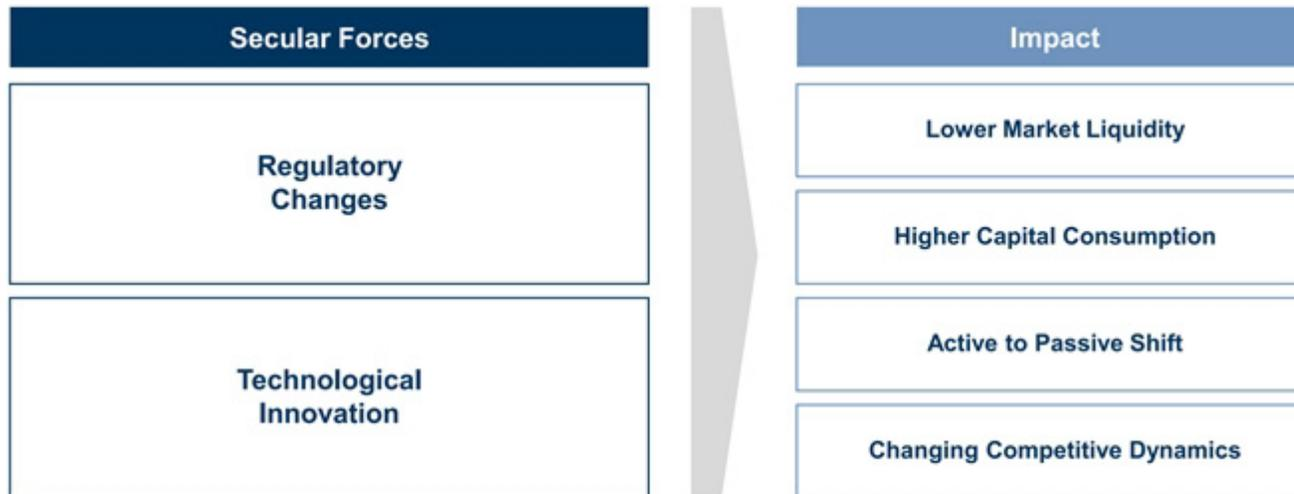 Secular Forces
Regulatory
Changes
Technological
Innovation
Impact
Lower Market Liquidity
Higher Capital Consumption
Active to Passive Shift
Changing Competitive Dynamics